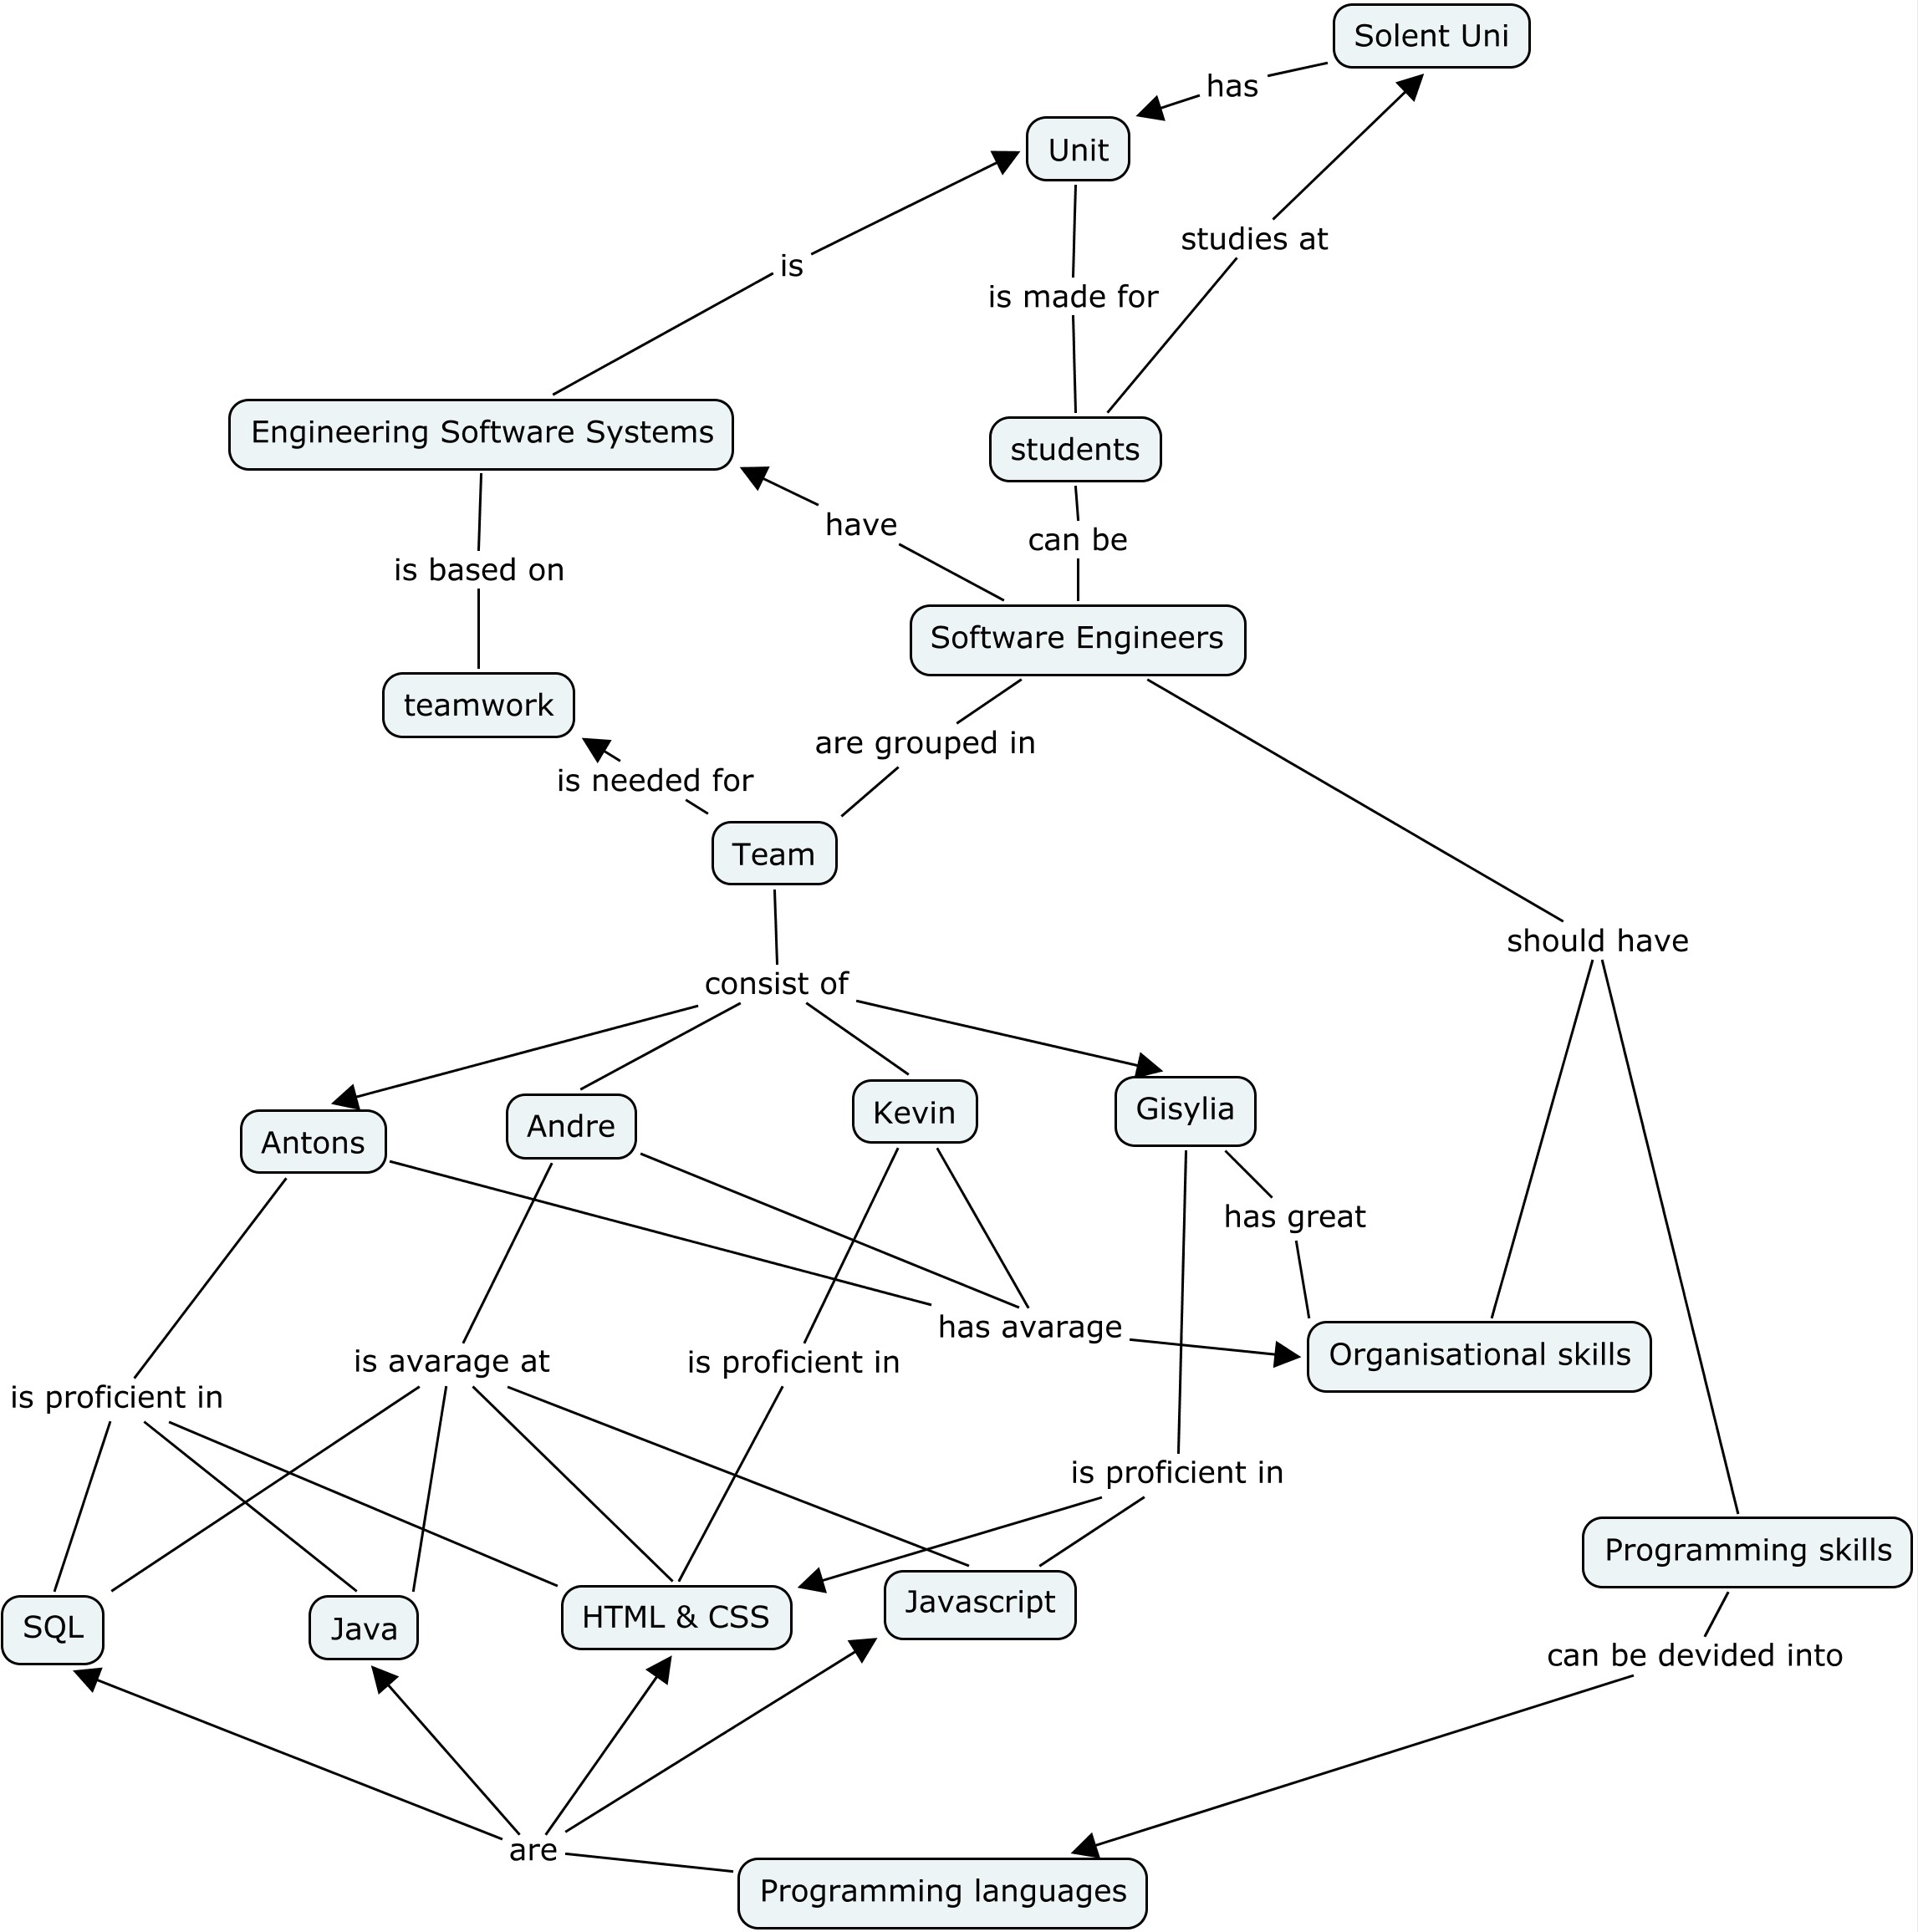 Solent Uni
has
Unit
studies at
is
is made for
Engineering Software Systems
students
have
can be
is based on
Software Engineers
teamwork
are grouped in
is needed for
Team
should have
consist of
Antons
Andre
Kevin
Gisylia
has great
has avarage
Organisational skills
is avarage at
is proficient in
is proficient in
is proficient in
Programming skills
SQL
Java
HTML & CSS
Javascript
can be devided into
are
Programming languages